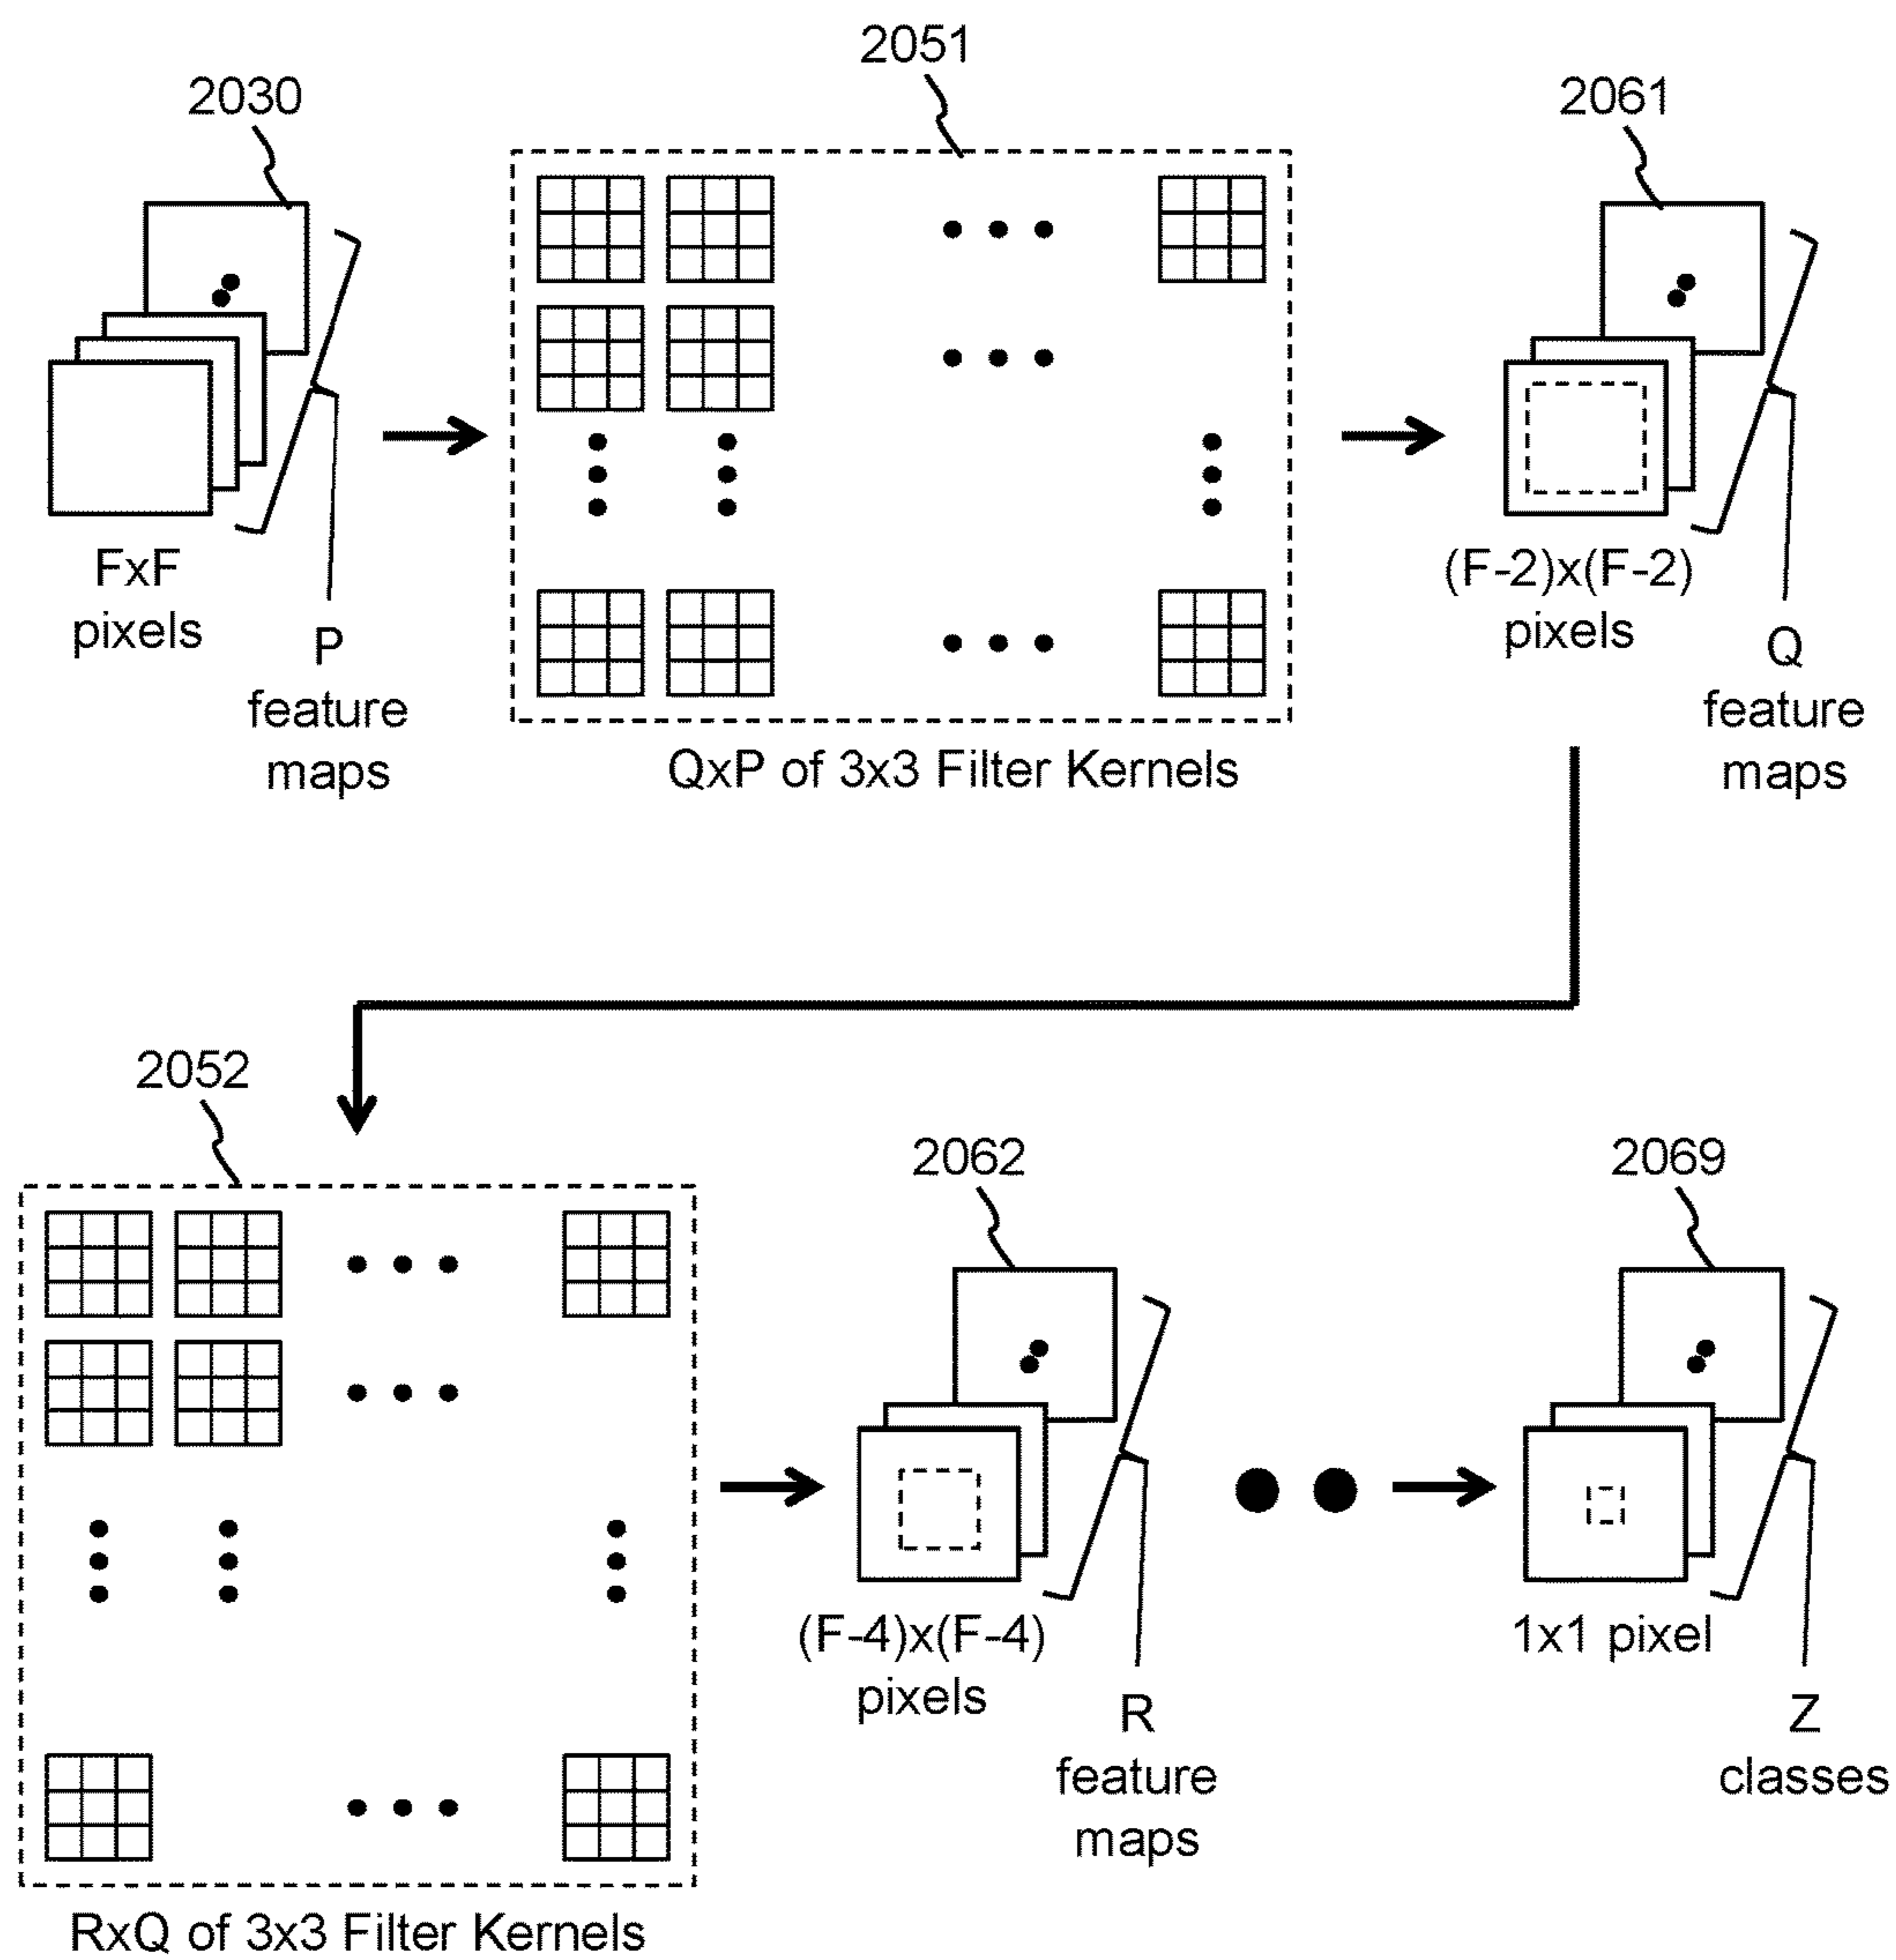 2051
2030
2061
FxF
pixels
P
feature
maps
QxP of 3x3 Filter Kernels
(F-2)x(F-2)
pixels
Q
feature
maps
2052
2062
2069
RxQ of 3x3 Filter Kernels
(F-4)x(F-4)
pixels
R
feature
maps
1x1 pixel
Z
classes